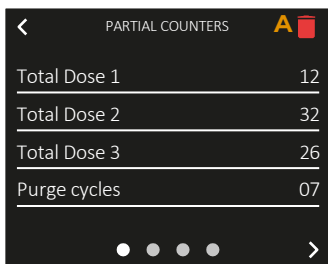 PARTIAL COUNTERS A
Total Dose 1 12
Total Dose 2 32
Total Dose 3 26
Purge cycles 07